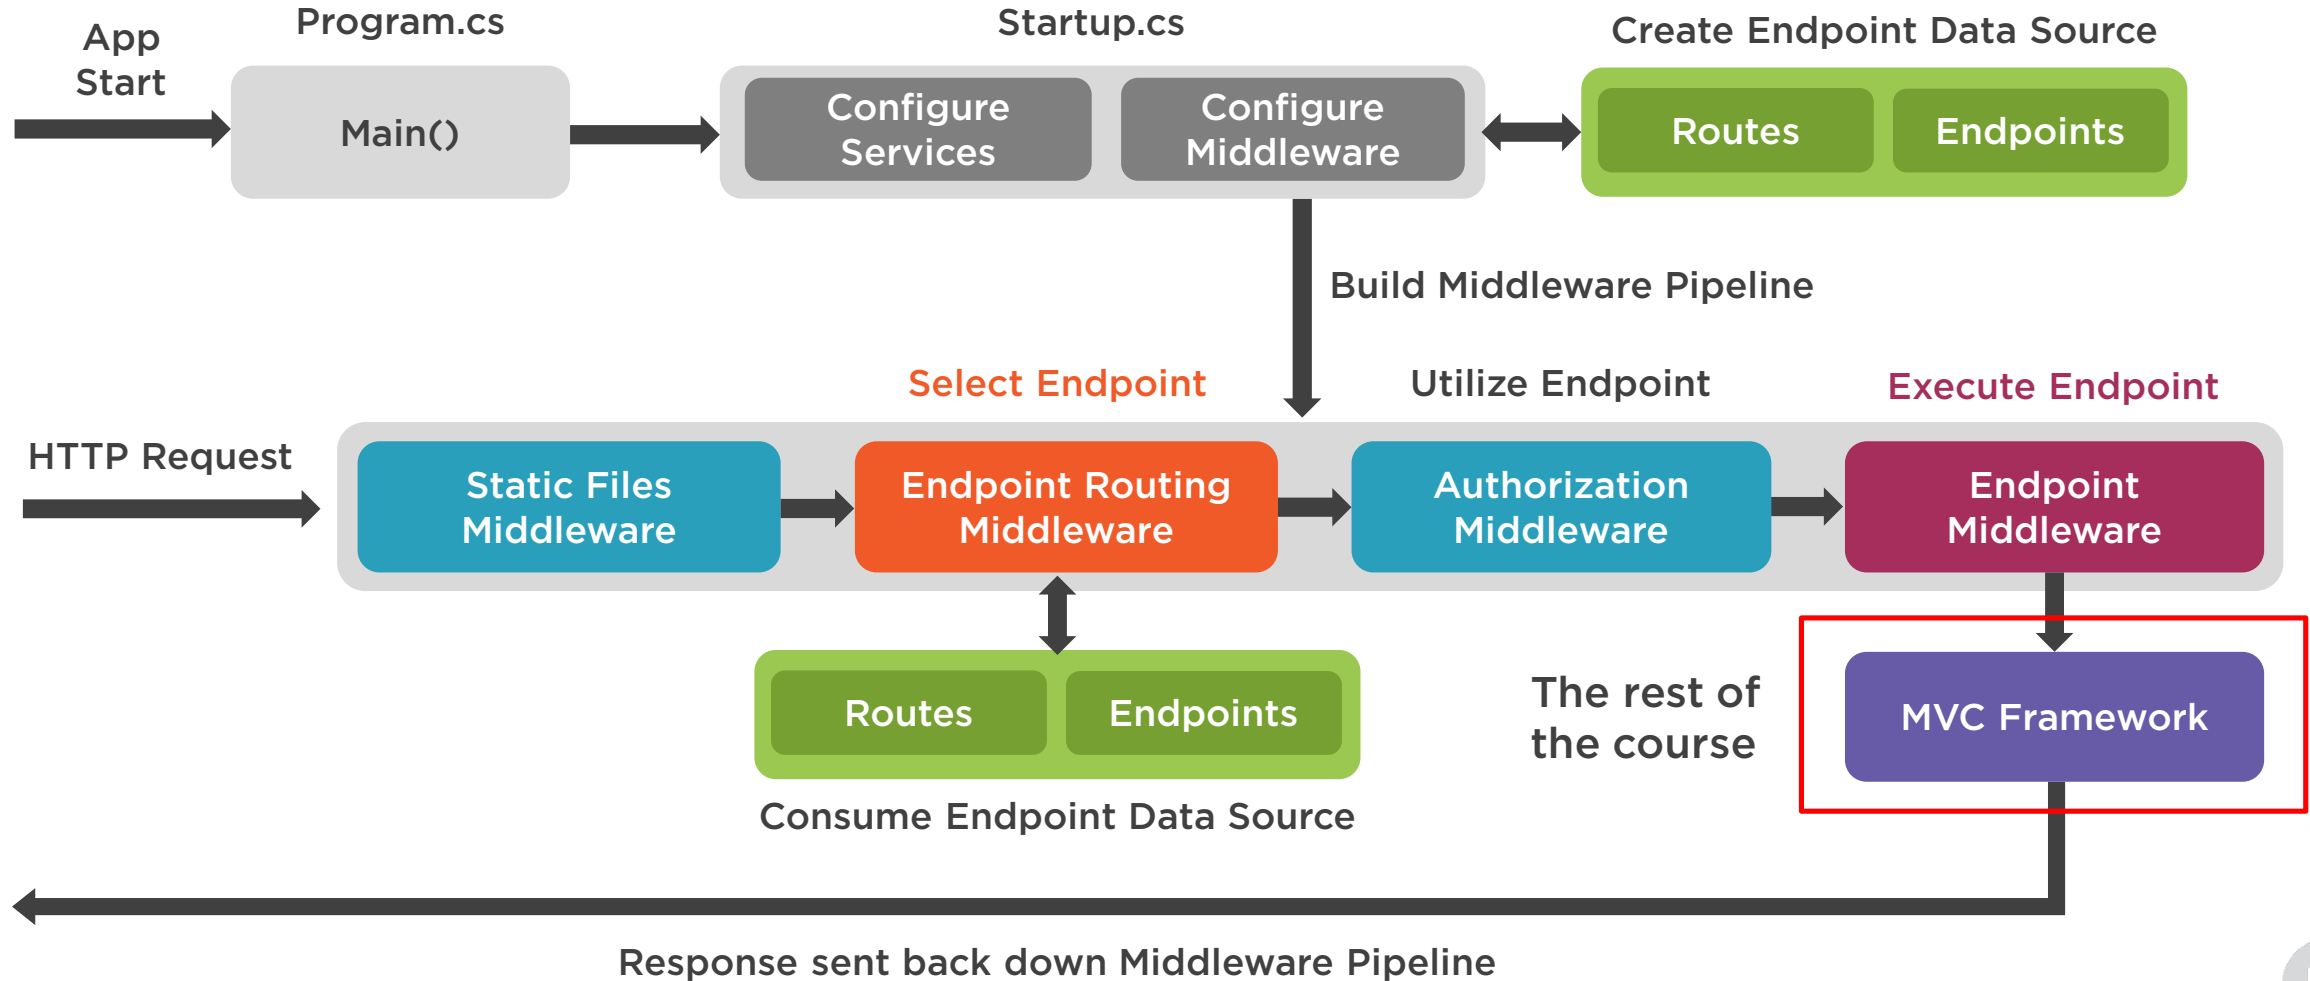 App
Start
Program.cs
Main()
Startup.cs
Configure
Services
Configure
Middleware
Create Endpoint Data Source
Routes
Endpoints
Build Middleware Pipeline
Select Endpoint
Utilize Endpoint
Execute Endpoint
HTTP Request
Static Files
Middleware
Endpoint Routing
Middleware
Authorization
Middleware
Endpoint
Middleware
Routes
Endpoints
Consume Endpoint Data Source
The rest of
the course
MVC Framework
Response sent back down Middleware Pipeline